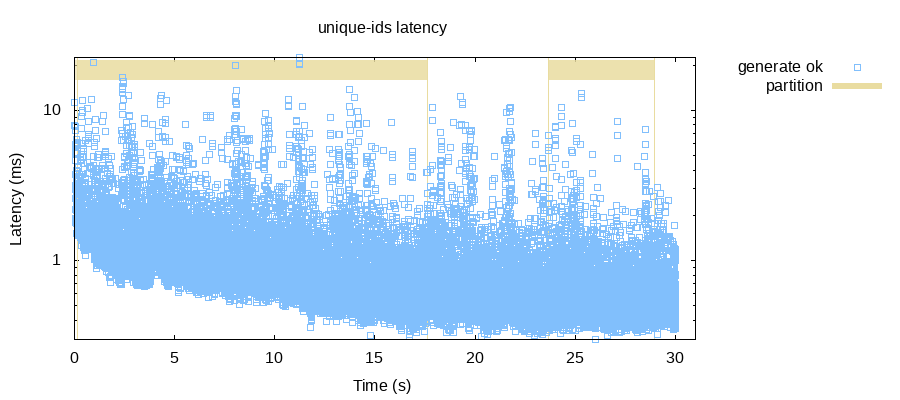 unique-ids latency
generate ok
partition
10
1
Latency (ms)
0 5 10 15 20 25 30
Time (s)